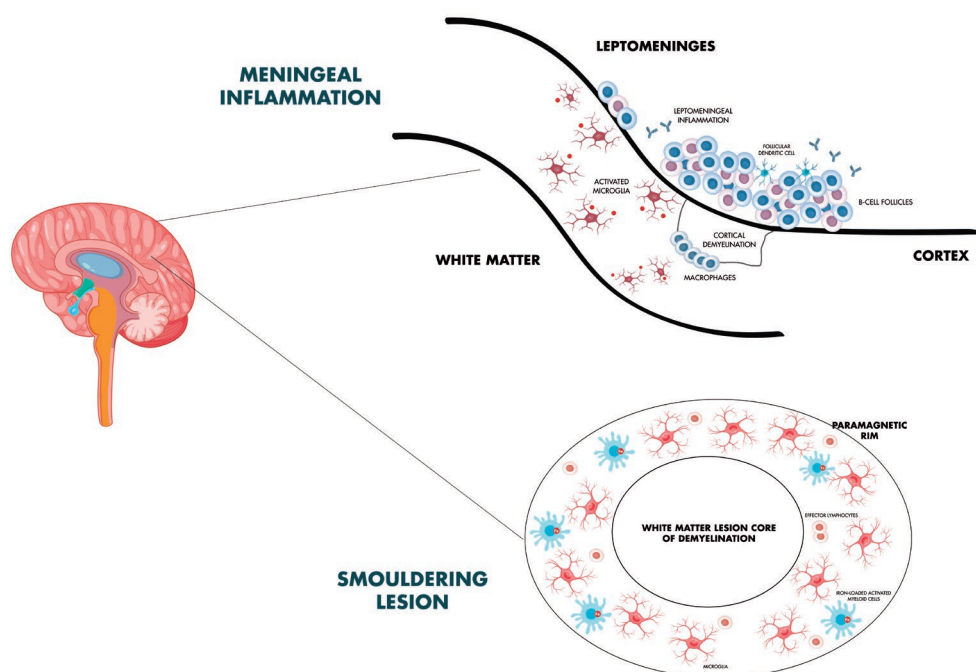 MENINGEAL
INFLAMMATION
LEPTOMENINGES
LEPTOMENINGEAL
INFLAMMATION
FOLLICULAR
DENDRITIC CELL
ACTIVATED
MICROGLIA
B-CELL FOLLICLES
CORTICAL
DEMYELINATION
WHITE MATTER
MACROPHAGES
CORTEX
PARAMAGNETIC
RIM
EFFECTOR LYMPHOCYTES
WHITE MATTER LESION CORE
OF DEMYELINATION
SMOULDERING
LESION
IRON-LOADED ACTIVATED
MYELOID CELLS
MICROGLIA